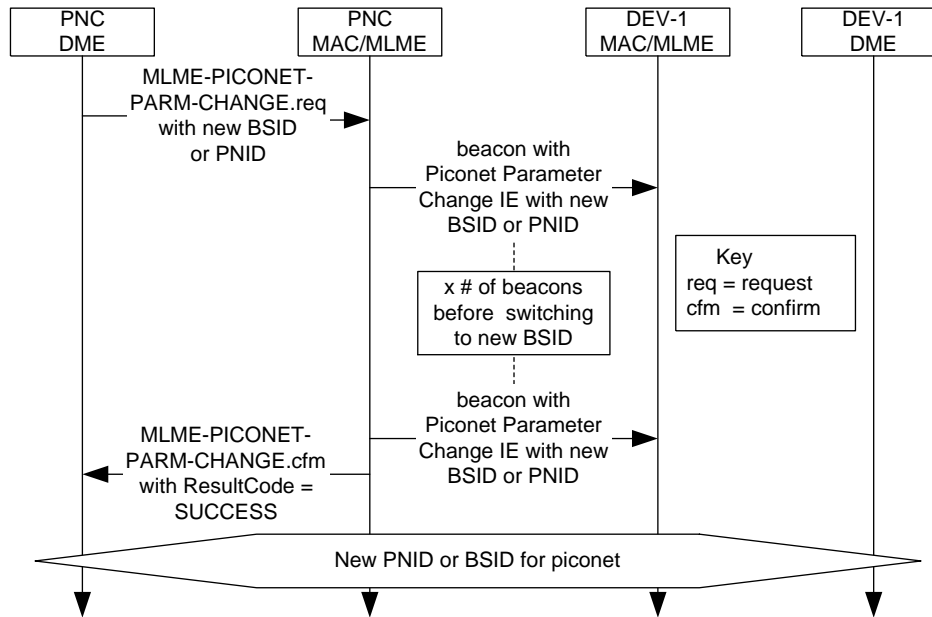 PNC
DME
PNC
MAC/MLME
DEV-1
MAC/MLME
DEV-1
DME
MLME-PICONET-
PARM-CHANGE.req
with new BSID
or PNID
beacon with
Piconet Parameter
Change IE with new
BSID or PNID
Key
req = request
cfm = confirm
x # of beacons
before switching
to new BSID
beacon with
Piconet Parameter
Change IE with new
BSID or PNID
MLME-PICONET-
PARM-CHANGE.cfm
with ResultCode =
SUCCESS
New PNID or BSID for piconet